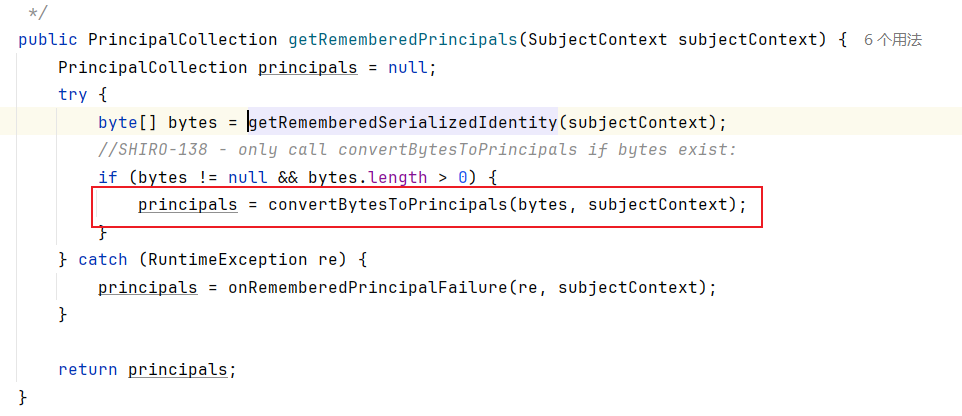 */
public PrincipalCollection getRememberedPrincipals(SubjectContext subjectContext) { 6个用法
PrincipalCollection principals = null;
try {
byte[] bytes = getRememberedSerializedIdentity(subjectContext);
//SHIRO-138 - only call convertBytesToPrincipals if bytes exist:
if (bytes != null && bytes.length > 0) {
principals = convertBytesToPrincipals(bytes, subjectContext);
}
} catch (RuntimeException re) {
principals = onRememberedPrincipalFailure(re, subjectContext);
}
return principals;
}